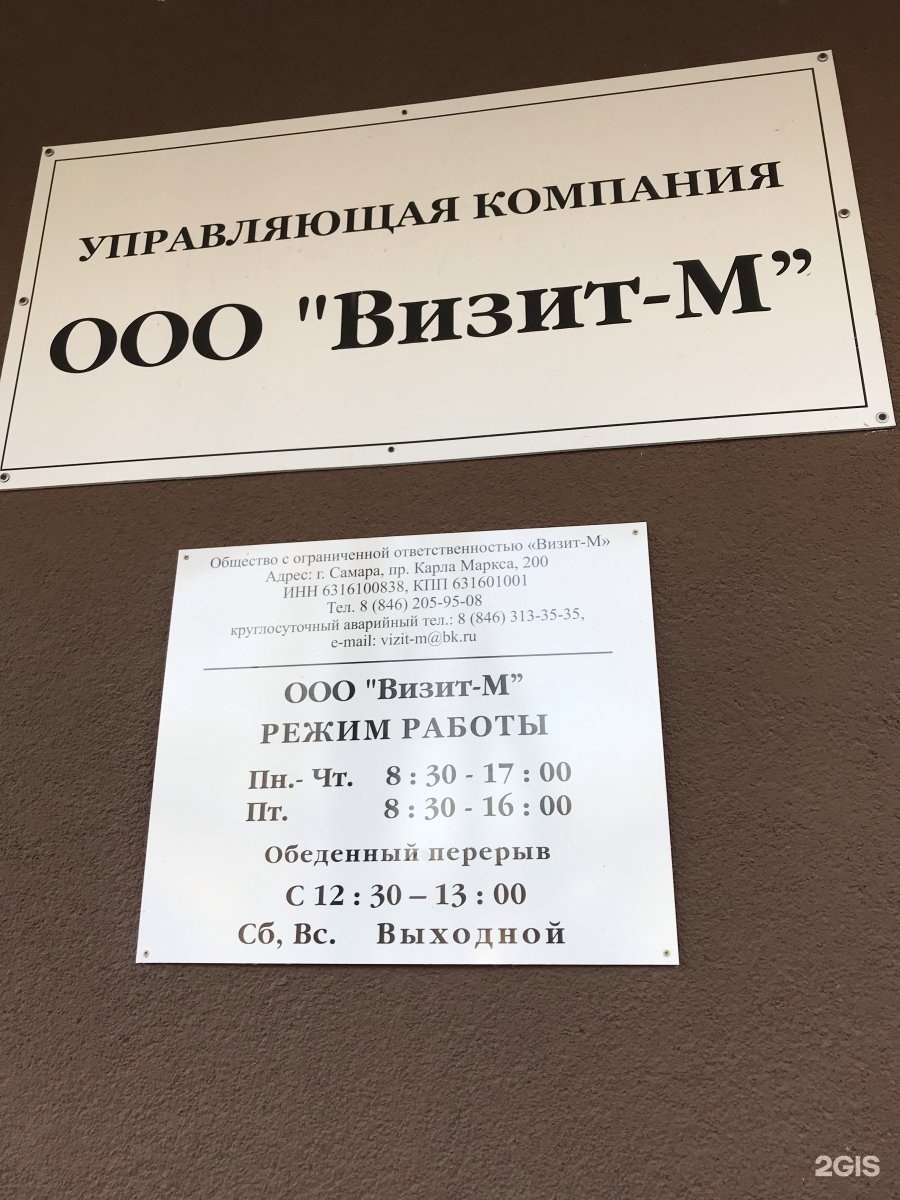 УПРАВЛЯЮЩАЯ КОМПАНИЯ
ООО "Визит-М”
Общество с ограниченной ответственностью «Визит-М»
Адрес: г. Самара, пр. Карла Маркса, 200
ИНН 6316100838, КПП 631601001
Тел. 8 (846) 205-95-08
круглосуточный аварийный тел.: 8 (846) 313-35-35,
e-mail: vizit-m@bk.ru
ООО "Визит-М”
РЕЖИМ РАБОТЫ
Пн.- Чт. 8 : 30 - 17 : 00
Пт. 8 : 30 - 16 : 00
Обеденный перерыв
С 12 : 30 – 13 : 00
Сб, Вс. Выходной
2GIS